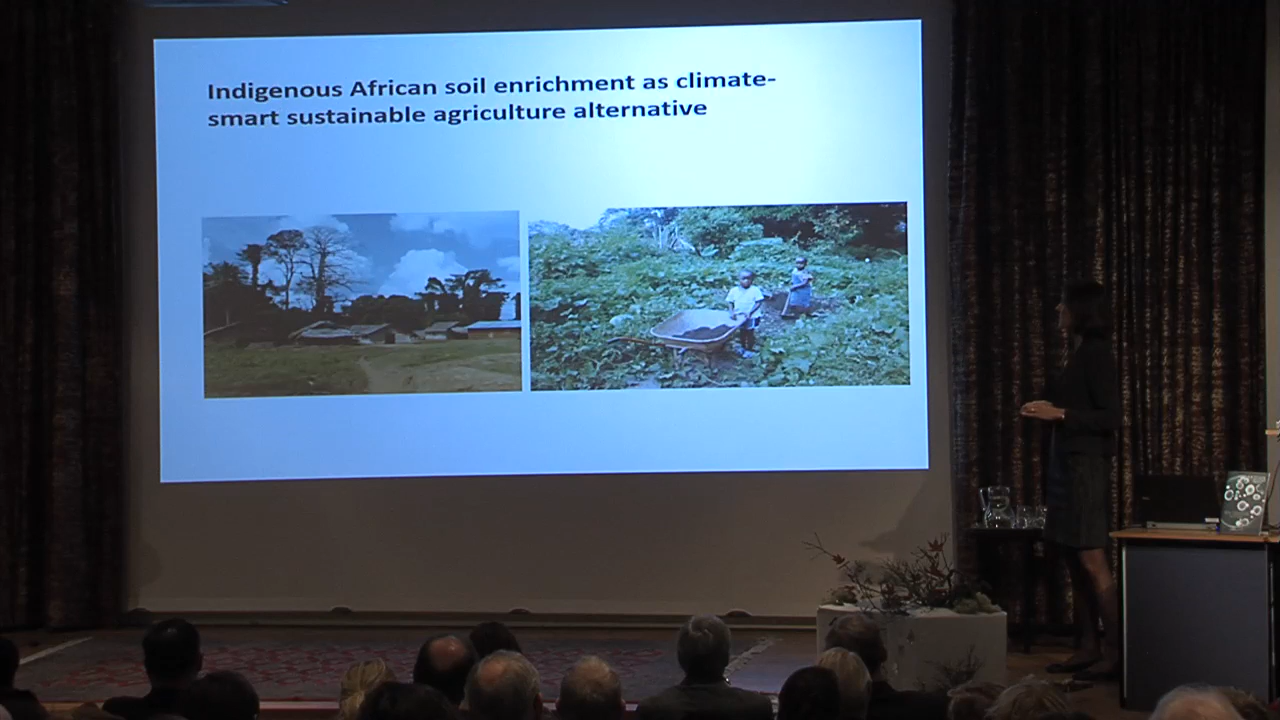 Indigenous African soil enrichment as climate-
smart sustainable agriculture alternative